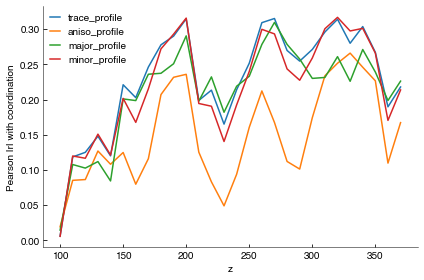 trace_profile
aniso_profile
major_profile
minor_profile
Pearson |r| with coordination
0.30
0.25
0.20
0.15
0.10
0.05
0.00
100 150 200 250 300 350
z